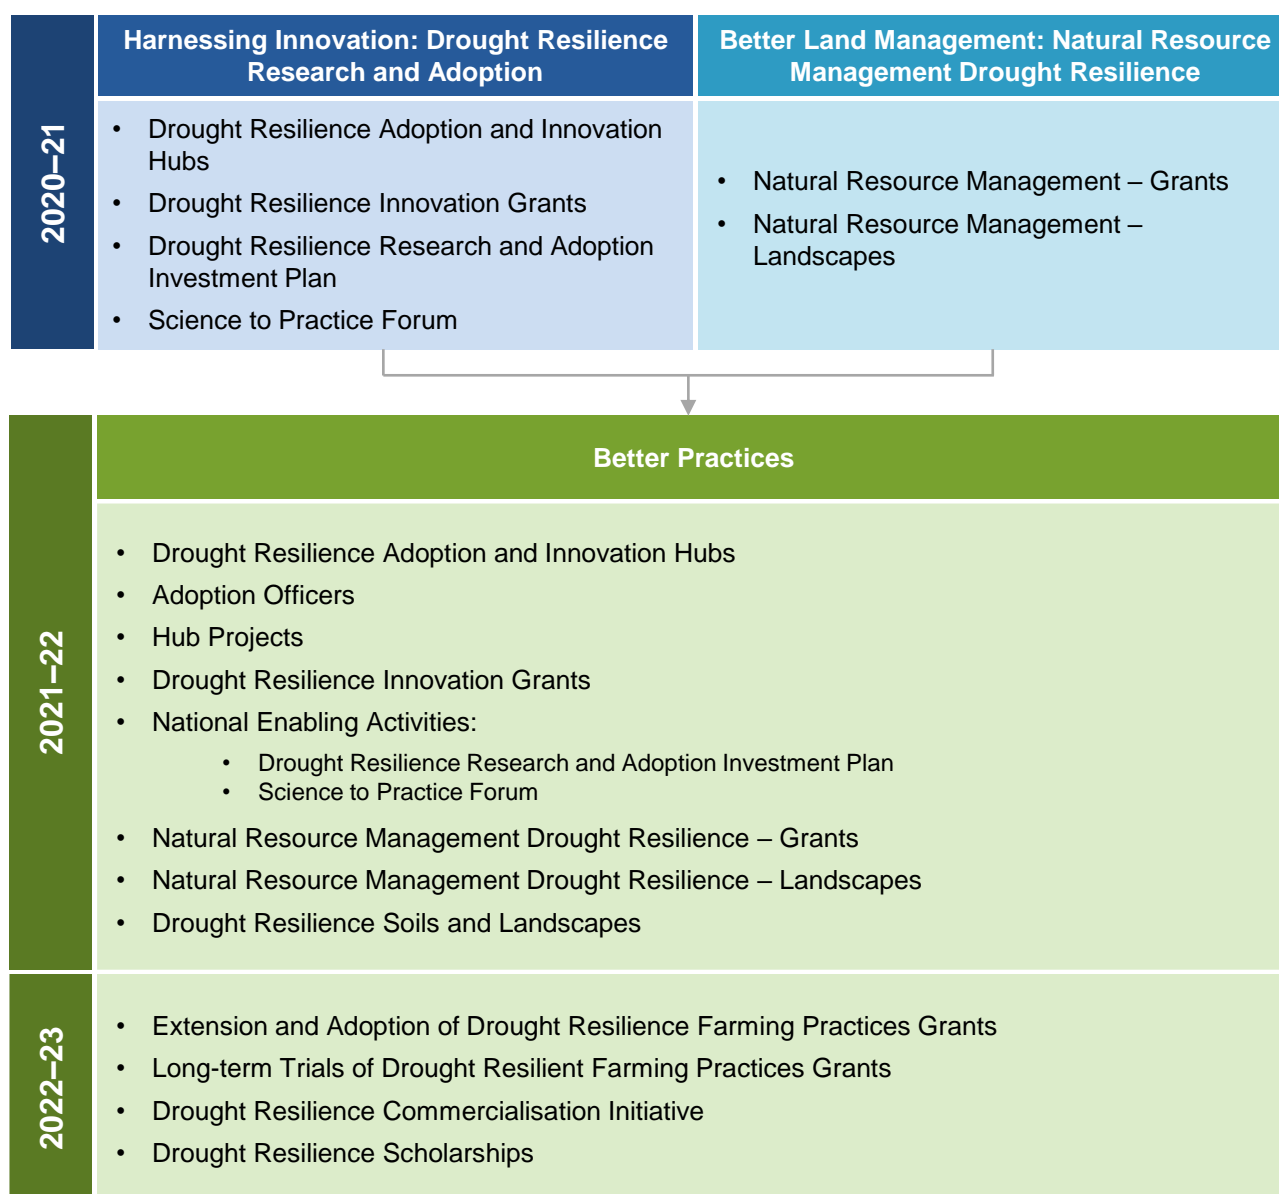 2020–21
Harnessing Innovation: Drought Resilience
Research and Adoption
• Drought Resilience Adoption and Innovation
Hubs
• Drought Resilience Innovation Grants
• Drought Resilience Research and Adoption
Investment Plan
• Science to Practice Forum
Better Land Management: Natural Resource
Management Drought Resilience
• Natural Resource Management – Grants
• Natural Resource Management –
Landscapes
Better Practices
2021–22
• Drought Resilience Adoption and Innovation Hubs
• Adoption Officers
• Hub Projects
• Drought Resilience Innovation Grants
• National Enabling Activities:
• Drought Resilience Research and Adoption Investment Plan
• Science to Practice Forum
• Natural Resource Management Drought Resilience – Grants
• Natural Resource Management Drought Resilience – Landscapes
• Drought Resilience Soils and Landscapes
2022–23
• Extension and Adoption of Drought Resilience Farming Practices Grants
• Long-term Trials of Drought Resilient Farming Practices Grants
• Drought Resilience Commercialisation Initiative
• Drought Resilience Scholarships